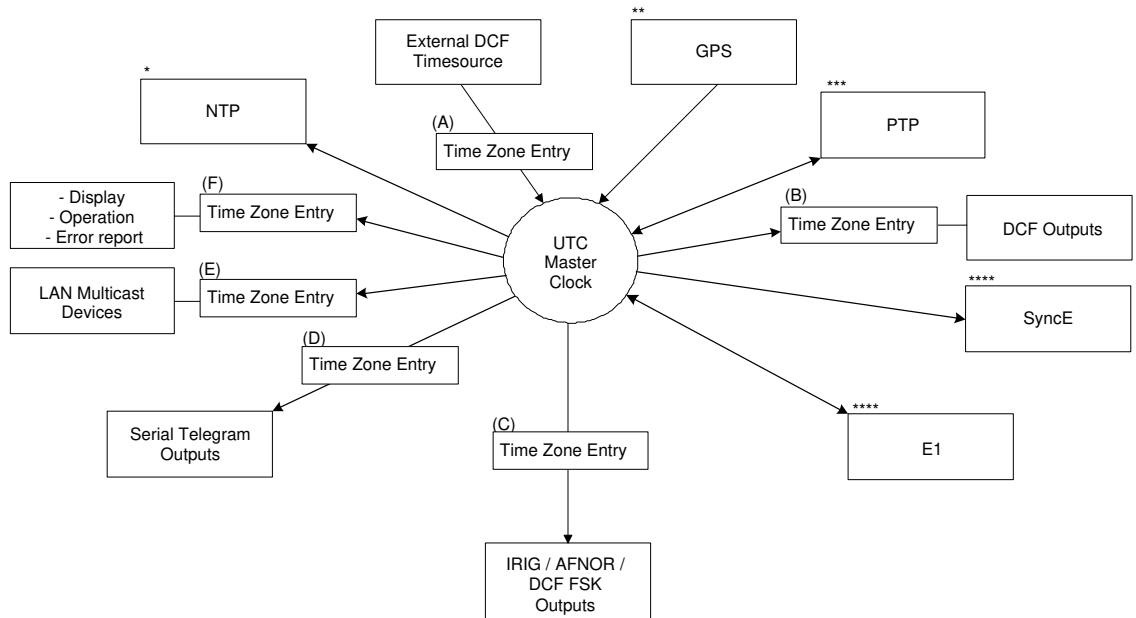 External DCF
Timesource
**
GPS
*
NTP
***
PTP
(A)
Time Zone Entry
- Display
- Operation
- Error report
(F)
Time Zone Entry
(B)
Time Zone Entry
DCF Outputs
UTC
Master
Clock
LAN Multicast
Devices
(E)
Time Zone Entry
****
SyncE
(D)
Time Zone Entry
Serial Telegram
Outputs
(C)
Time Zone Entry
****
E1
IRIG / AFNOR /
DCF FSK
Outputs